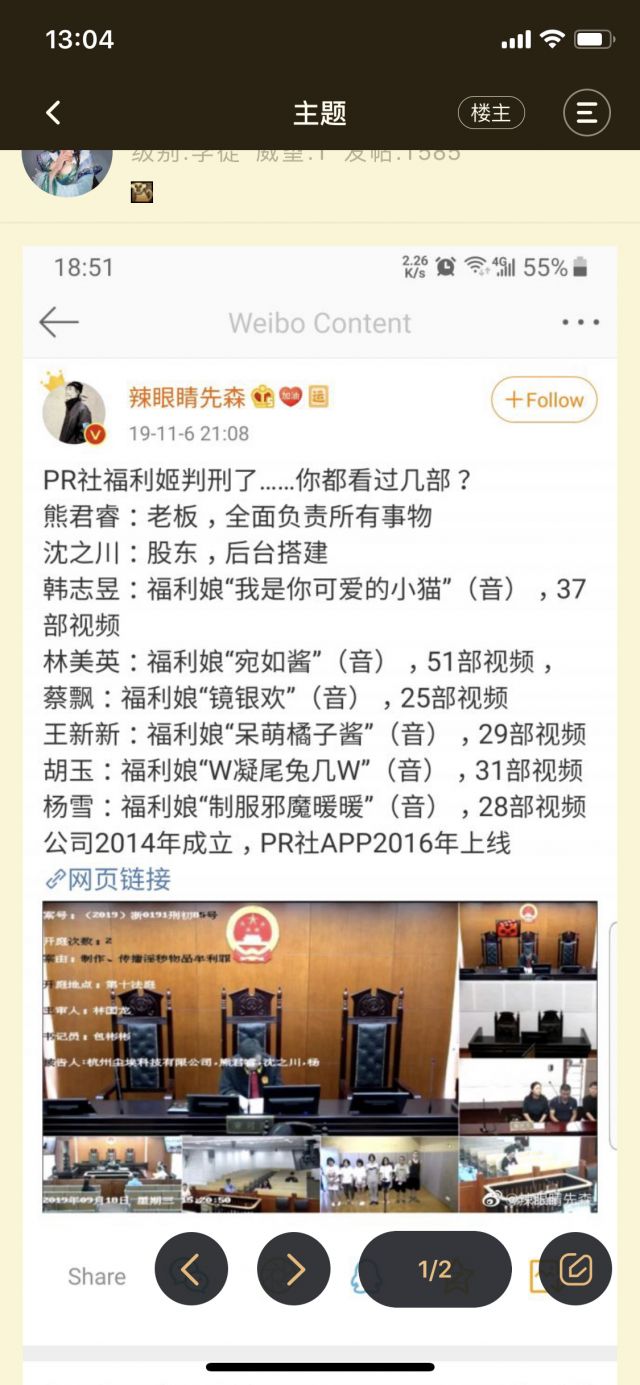 13:04
主题
楼主
级别:学徒 威望:1 发帖:1585
18:51
2.26 K/s
4G
55%
Weibo Content
辣眼睛先森
加油
运
+Follow
19-11-6 21:08
PR社福利姬判刑了……你都看过几部？
熊君睿：老板，全面负责所有事物
沈之川：股东，后台搭建
韩志昱：福利娘“我是你可爱的小猫”（音），37
部视频
林美英：福利娘“宛如酱”（音），51部视频，
蔡飘：福利娘“镜银欢”（音），25部视频
王新新：福利娘“呆萌橘子酱”（音），29部视频
胡玉：福利娘“W凝尾兔几W”（音），31部视频
杨雪：福利娘“制服邪魔暖暖”（音），28部视频
公司2014年成立，PR社APP2016年上线
网页链接
案号：（2019）浙0191刑初85号
开庭次数：2
案由：制作、传播淫秽物品牟利罪
开庭地点：第十法庭
主审人：林国龙
书记员：包彬彬
被告人:杭州尘埃科技有限公司,熊君睿,沈之川,杨
2019年09月18日 星期三 15:20:50
@辣眼睛先森
Share
1/2